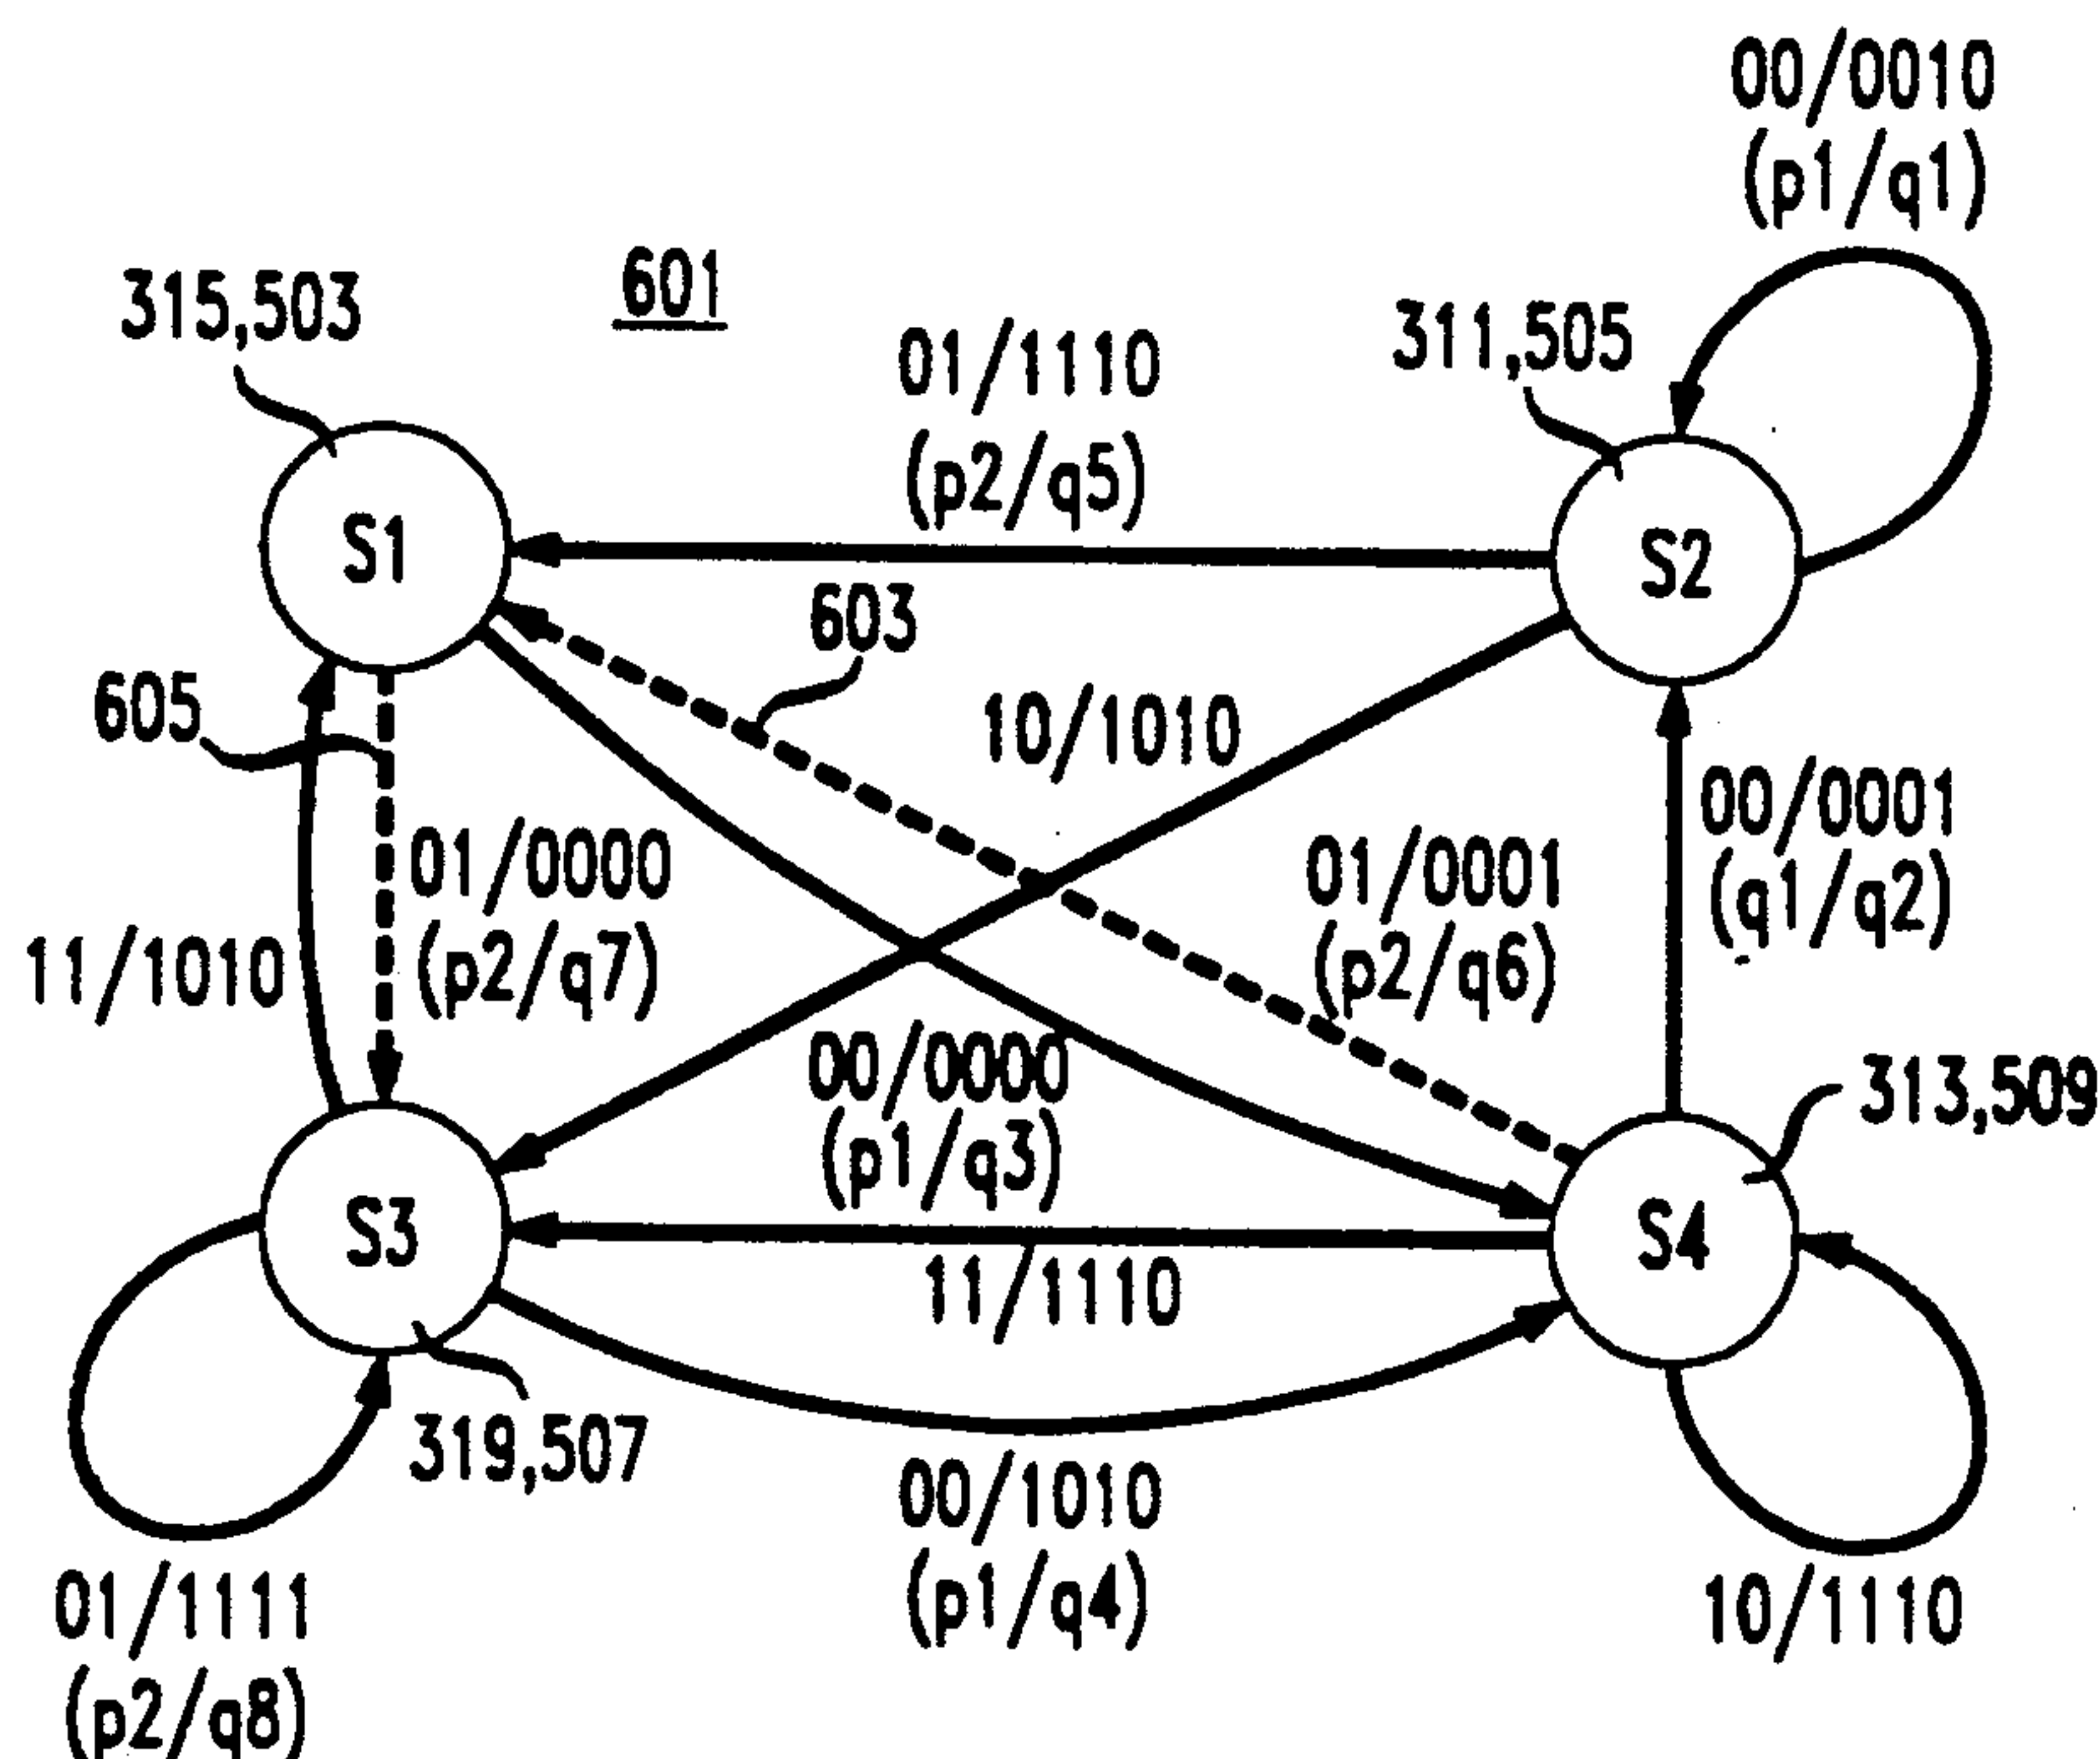 00/0010
(p1/q1)
601
315,503
311,505
01/1110
(p2/q5)
S1
S2
603
605
10/1010
00/0001
(q1/q2)
01/0000
(p2/q7)
01/0001
(p2/q6)
11/1010
00/0000
(p1/q3)
313,509
S3
S4
11/1110
319,507
00/1010
(p1/q4)
01/1111
(p2/q8)
10/1110